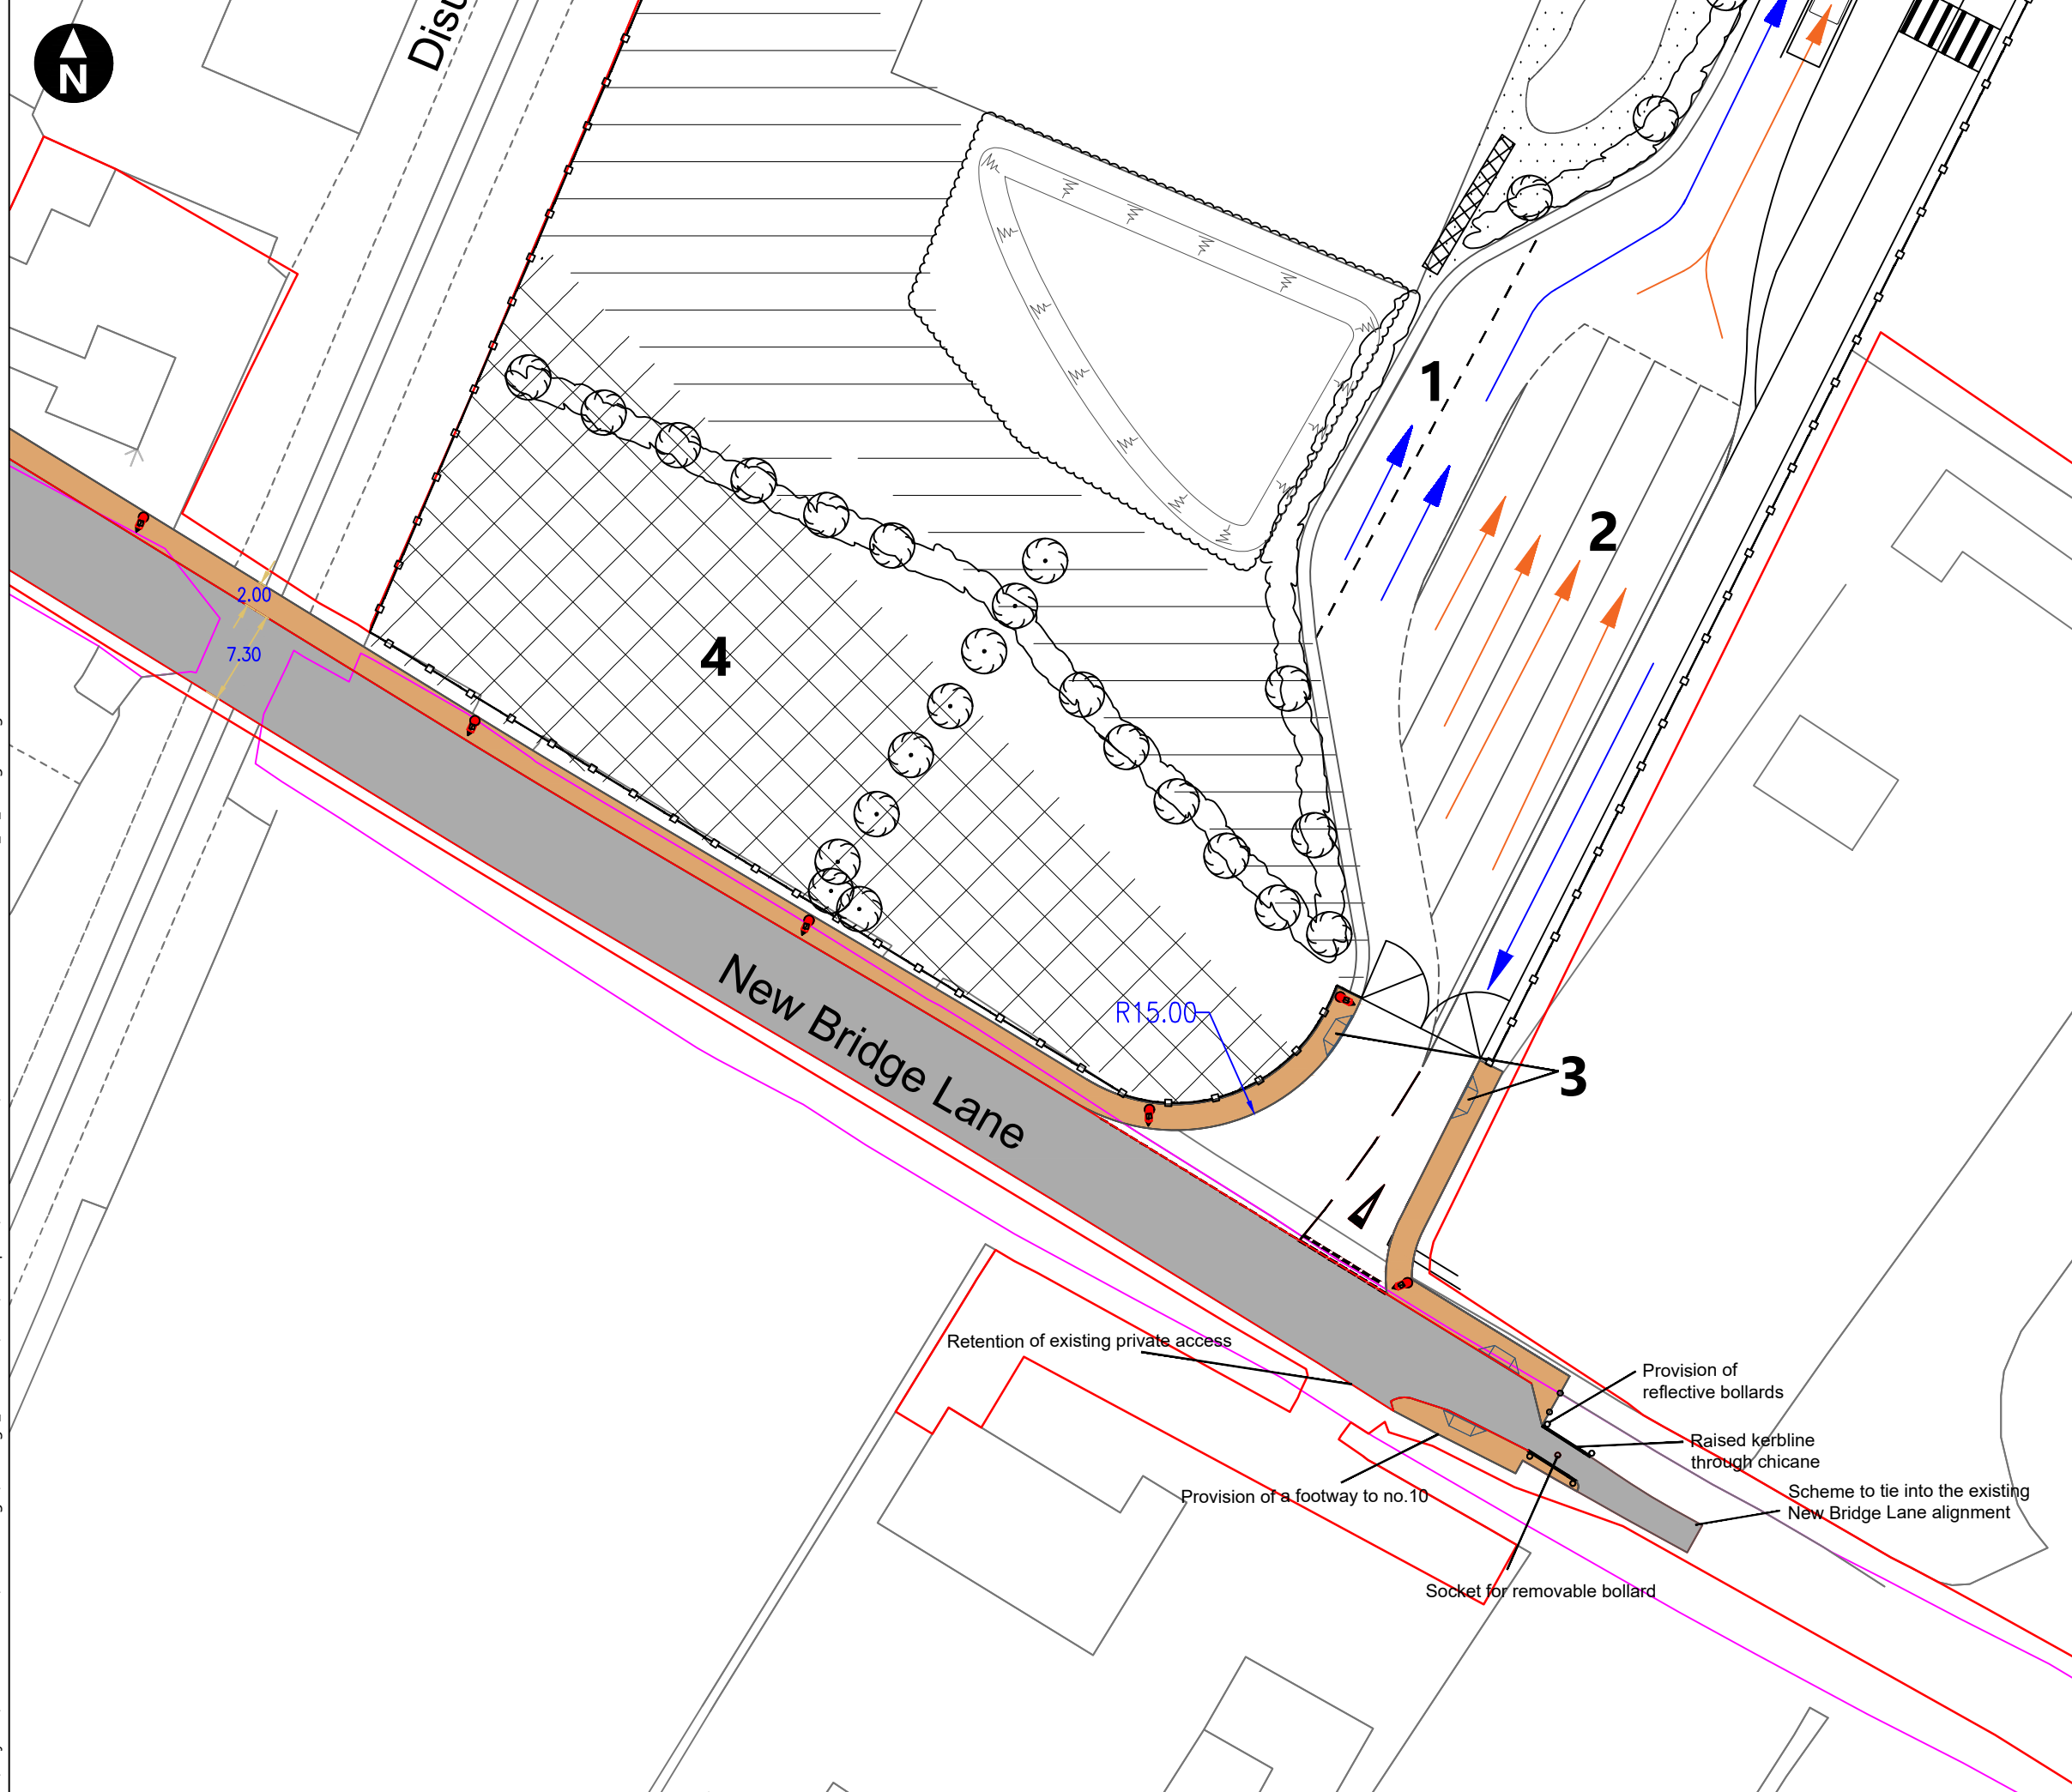 N
Disu
1
2
2.00
7.30
4
New Bridge Lane
R15.00
3
Retention of existing private access
Provision of
reflective bollards
Raised kerbline
through chicane
Provision of a footway to no.10
Scheme to tie into the existing
New Bridge Lane alignment
Socket for removable bollard